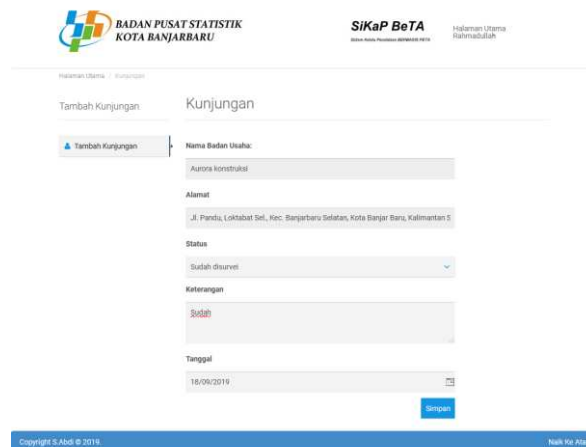 BADAN PUSAT STATISTIK
KOTA BANJARBARU
SiKaP BeTA
Halaman Utama
Rahmadullah
Halaman Utama / Kunjungan
Tambah Kunjungan
Kunjungan
Tambah Kunjungan
Nama Badan Usaha:
Aurora konstruksi
Alamat
Jl. Pandu, Loktabat Sel., Kec. Banjarbaru Selatan, Kota Banjar Baru, Kalimantan S
Status
Sudah disurvei
Keterangan
Sudah
Tanggal
18/09/2019
Simpan
Copyright S.Abdi © 2019.
Naik Ke Ata